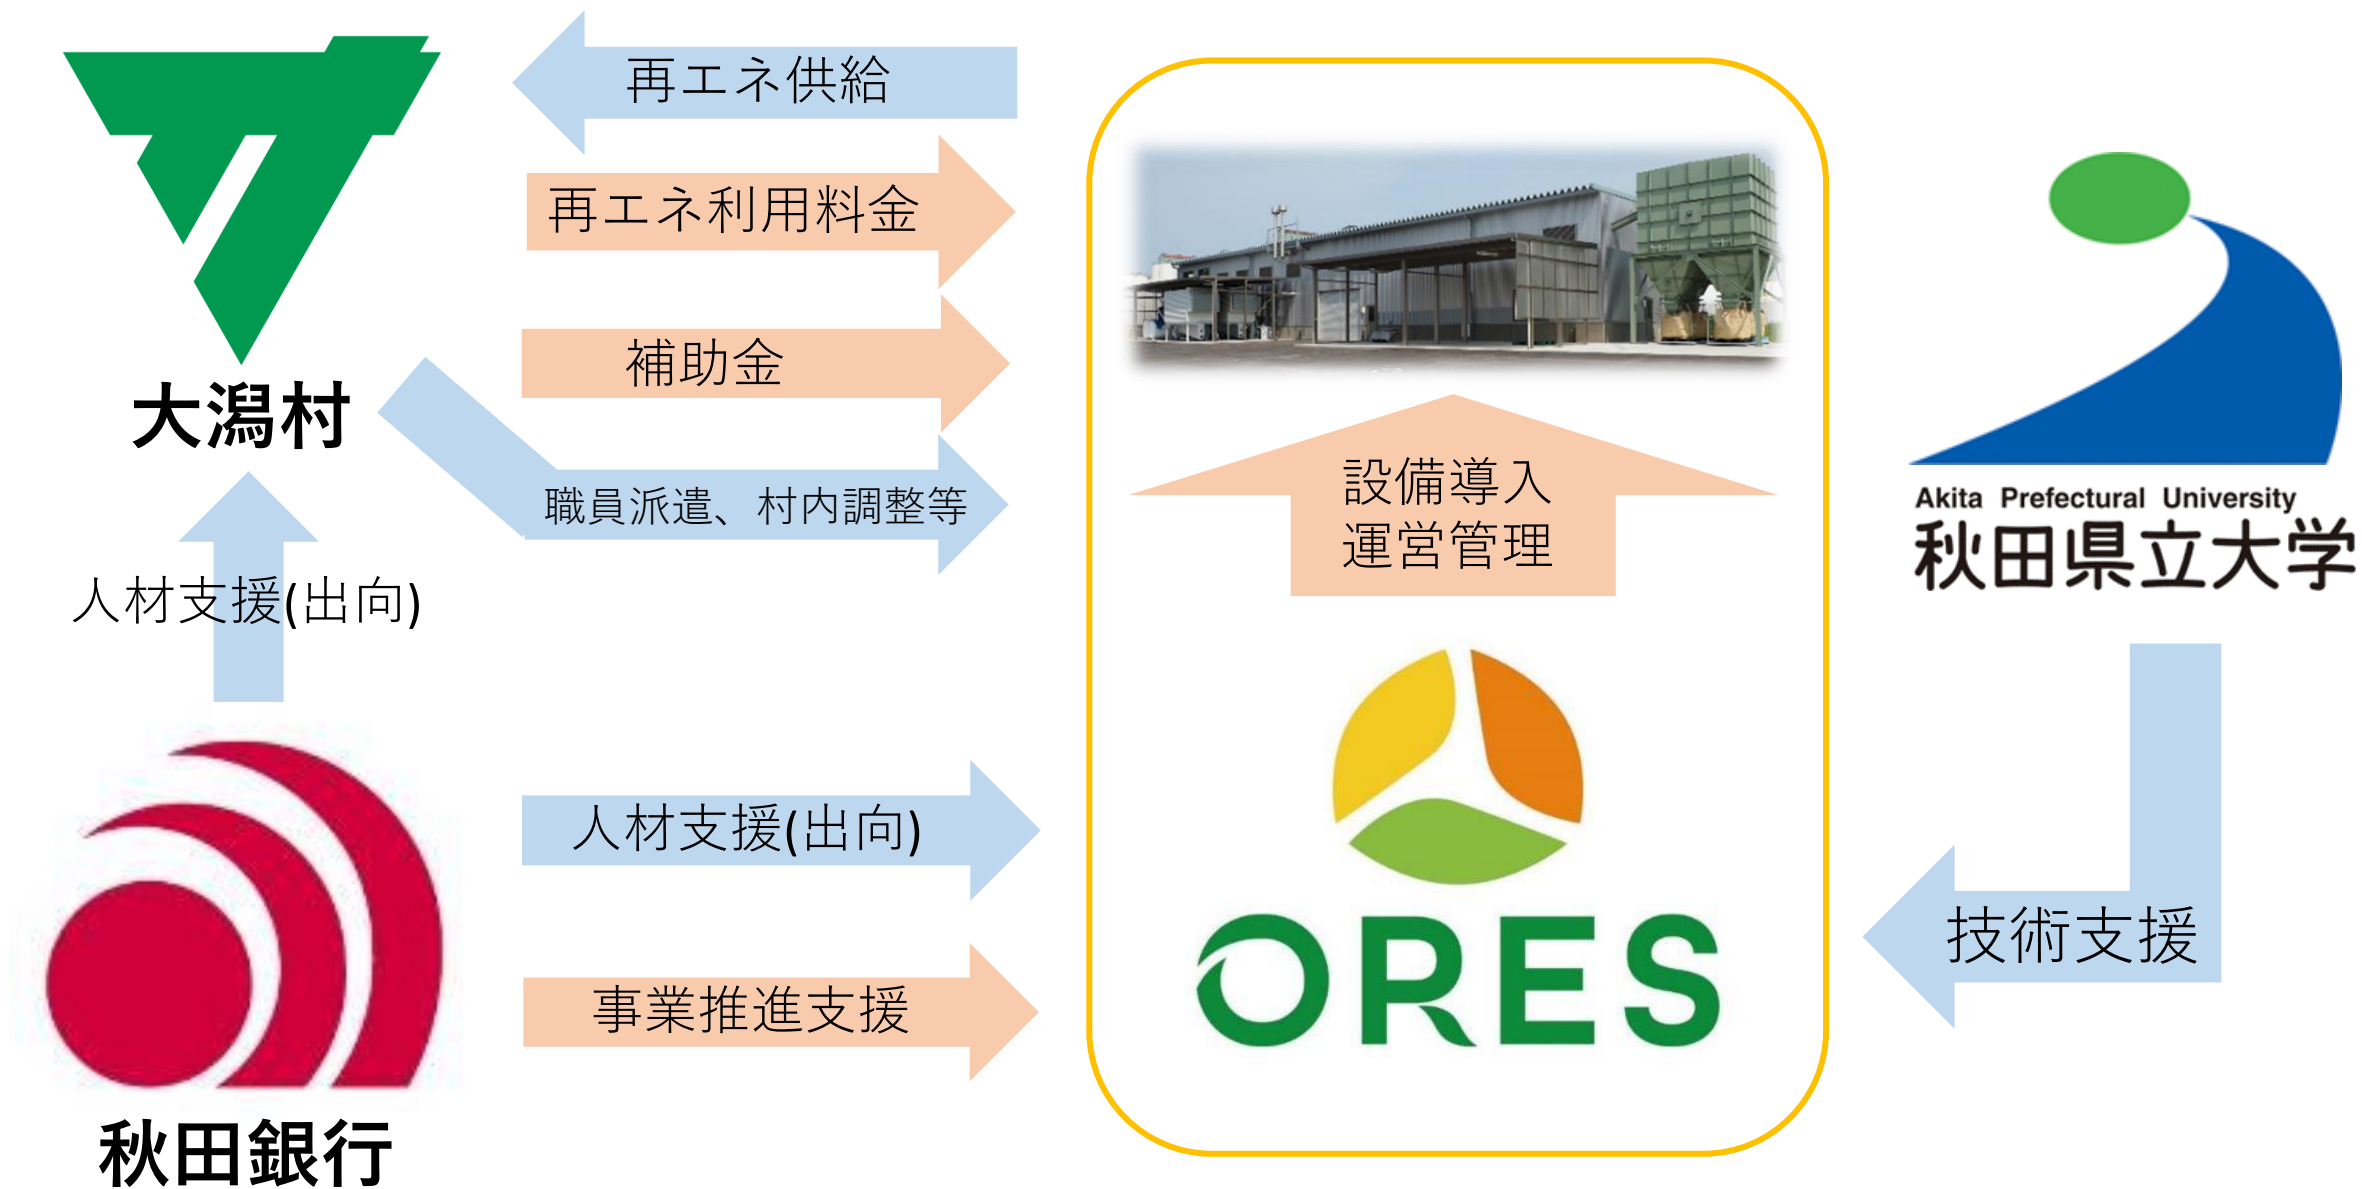 再エネ供給
再エネ利用料金
補助金
大潟村
職員派遣、村内調整等
人材支援(出向)
設備導入
運営管理
Akita Prefectural University
秋田県立大学
人材支援(出向)
事業推進支援
ORES
技術支援
秋田銀行